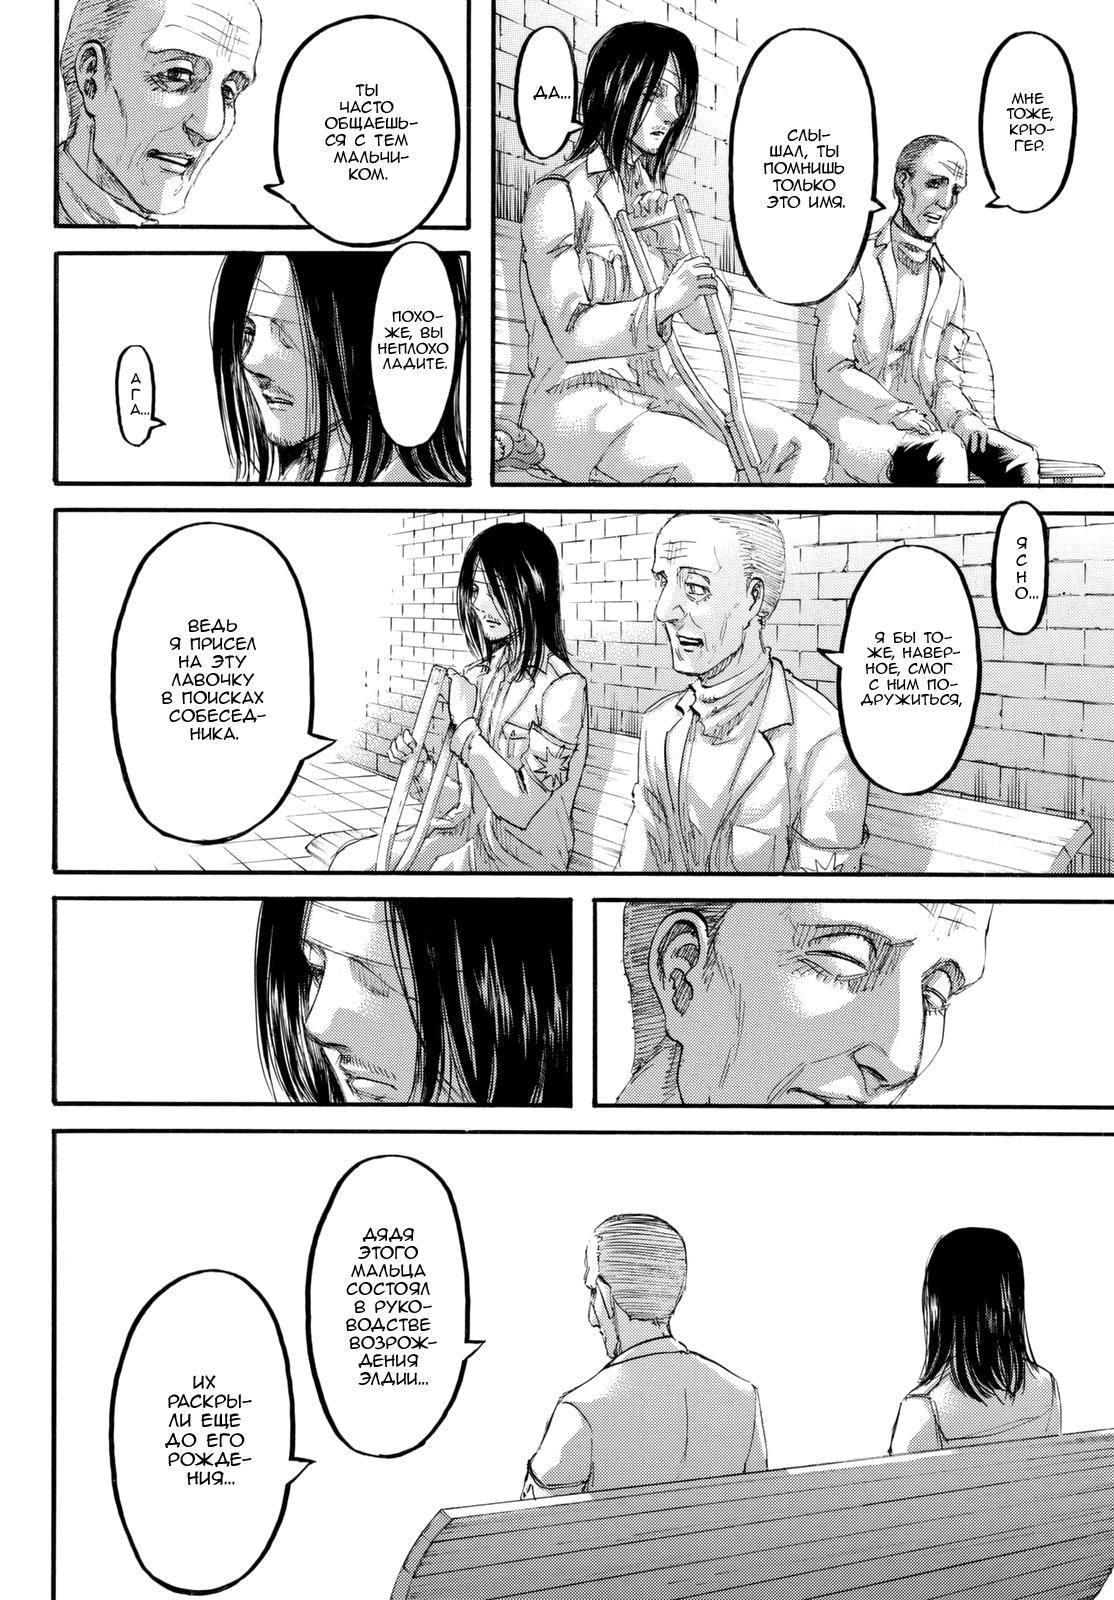 МНЕ
ТОЖЕ,
КРЮ-
ГЕР.
СЛЫ-
ШАЛ, ТЫ
ПОМНИШЬ
ТОЛЬКО
ЭТО ИМЯ.
ДА...
ТЫ
ЧАСТО
ОБЩАЕШЬ-
СЯ С ТЕМ
МАЛЬЧИ-
КОМ.
ПОХО-
ЖЕ, ВЫ
НЕПЛОХО
ЛАДИТЕ.
А
Г
А...
Я
С
Н
О...
Я БЫ ТО-
ЖЕ, НАВЕР-
НОЕ, СМОГ
С НИМ ПО-
ДРУЖИТЬСЯ,
ВЕДЬ
Я ПРИСЕЛ
НА ЭТУ
ЛАВОЧКУ
В ПОИСКАХ
СОБЕСЕД-
НИКА.
ДЯДЯ
ЭТОГО
МАЛЬЦА
СОСТОЯЛ
В РУКО-
ВОДСТВЕ
ВОЗРОЖ-
ДЕНИЯ
ЭЛДИИ...
ИХ
РАСКРЫ-
ЛИ ЕЩЕ
ДО ЕГО
РОЖДЕ-
НИЯ...